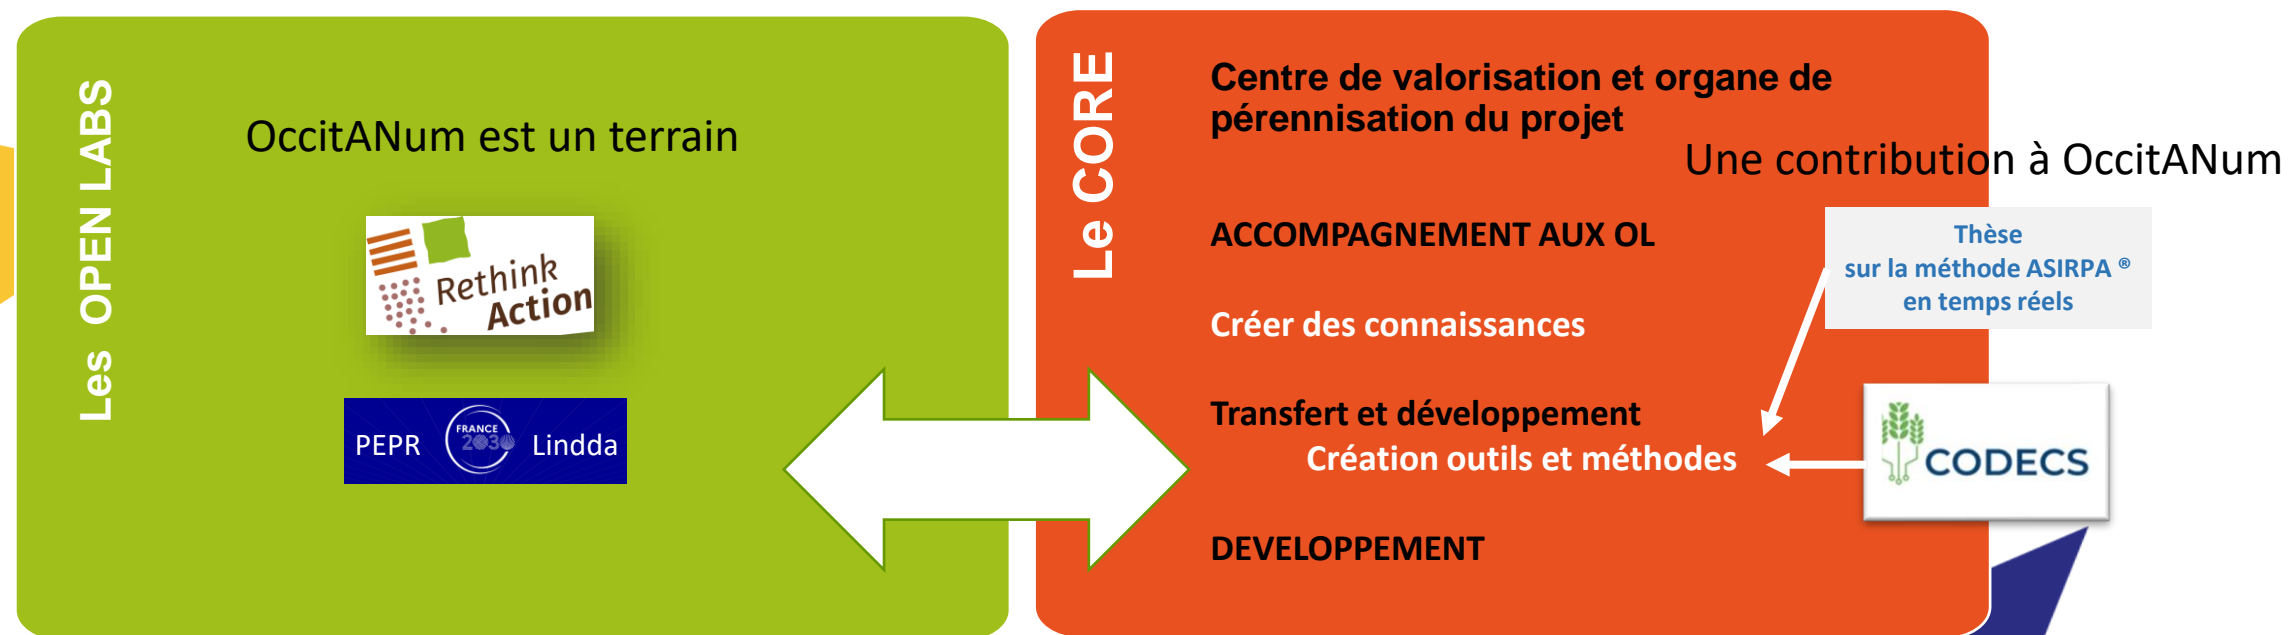 Les OPEN LABS
OccitANum est un terrain
Rethink
Action
PEPR
FRANCE
2030
Lindda
Le CORE
Centre de valorisation et organe de
pérennisation du projet
Une contribution à OccitANum
ACCOMPAGNEMENT AUX OL
Thèse
sur la méthode ASIRPA ®
en temps réels
Créer des connaissances
Transfert et développement
Création outils et méthodes
CODECS
DEVELOPPEMENT